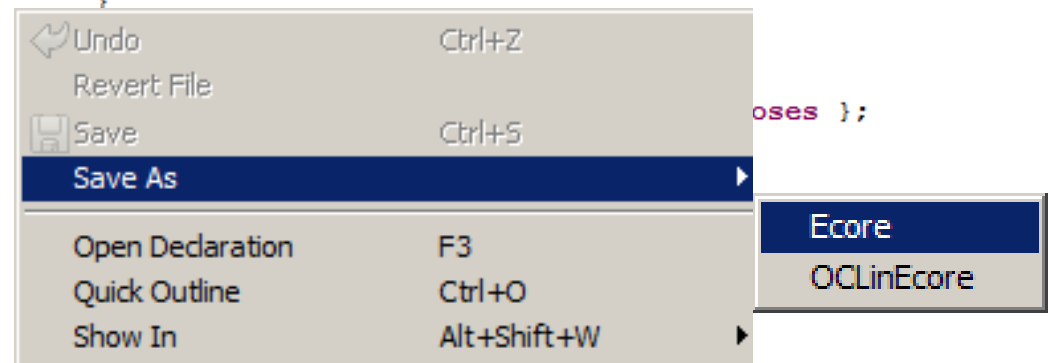 }
Undo Ctrl+Z
Revert File
oses };
Save Ctrl+S
Save As
Ecore
Open Declaration F3
OCLinEcore
Quick Outline Ctrl+O
Show In Alt+Shift+W